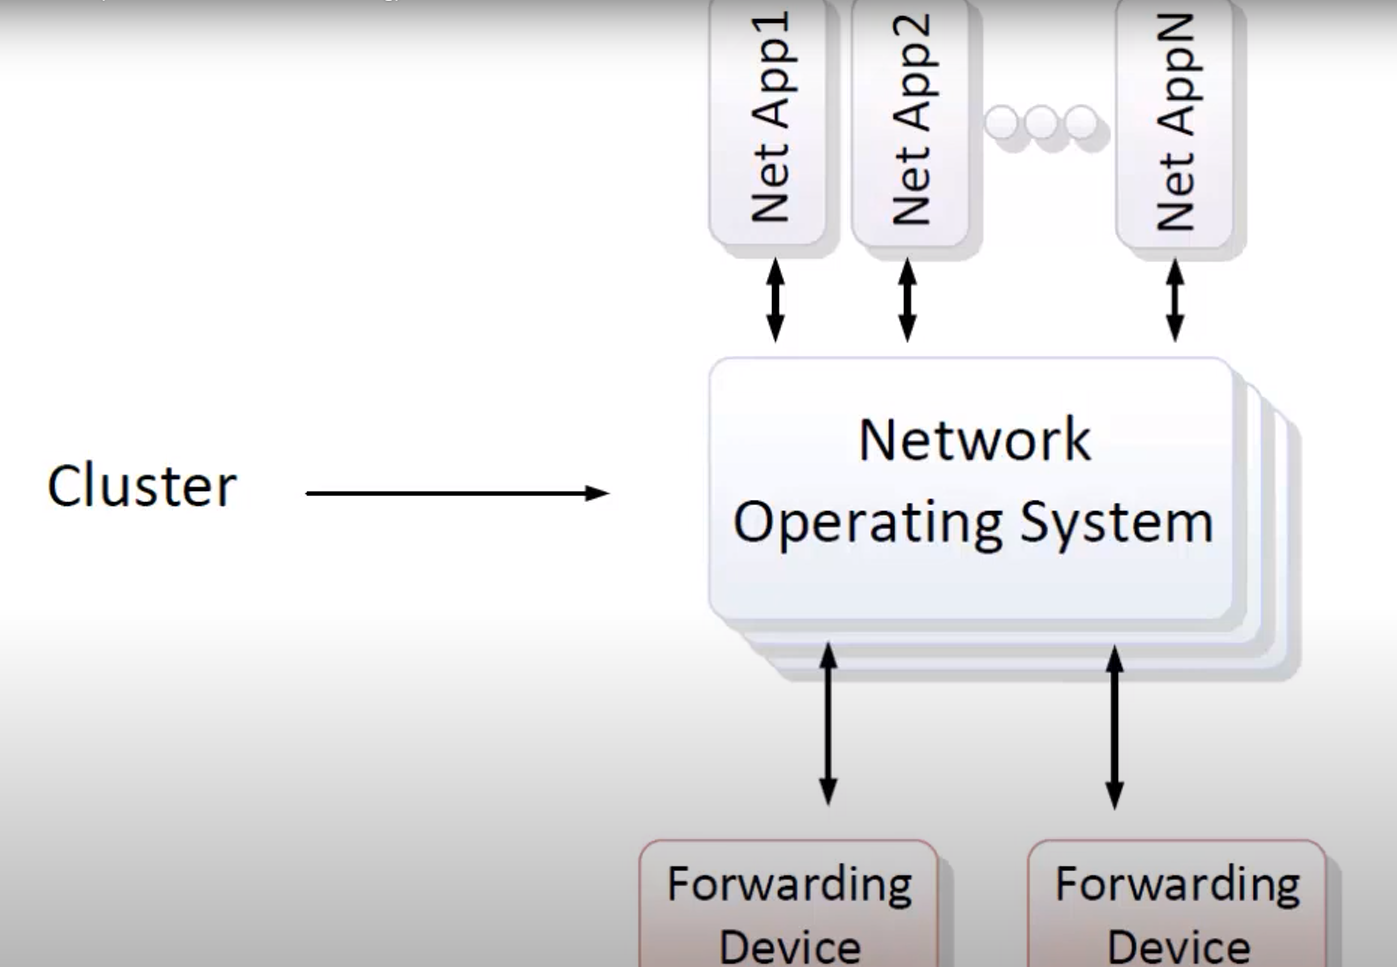 Net App1
Net App2
Net AppN
Network
Operating System
Cluster
Forwarding
Device
Forwarding
Device